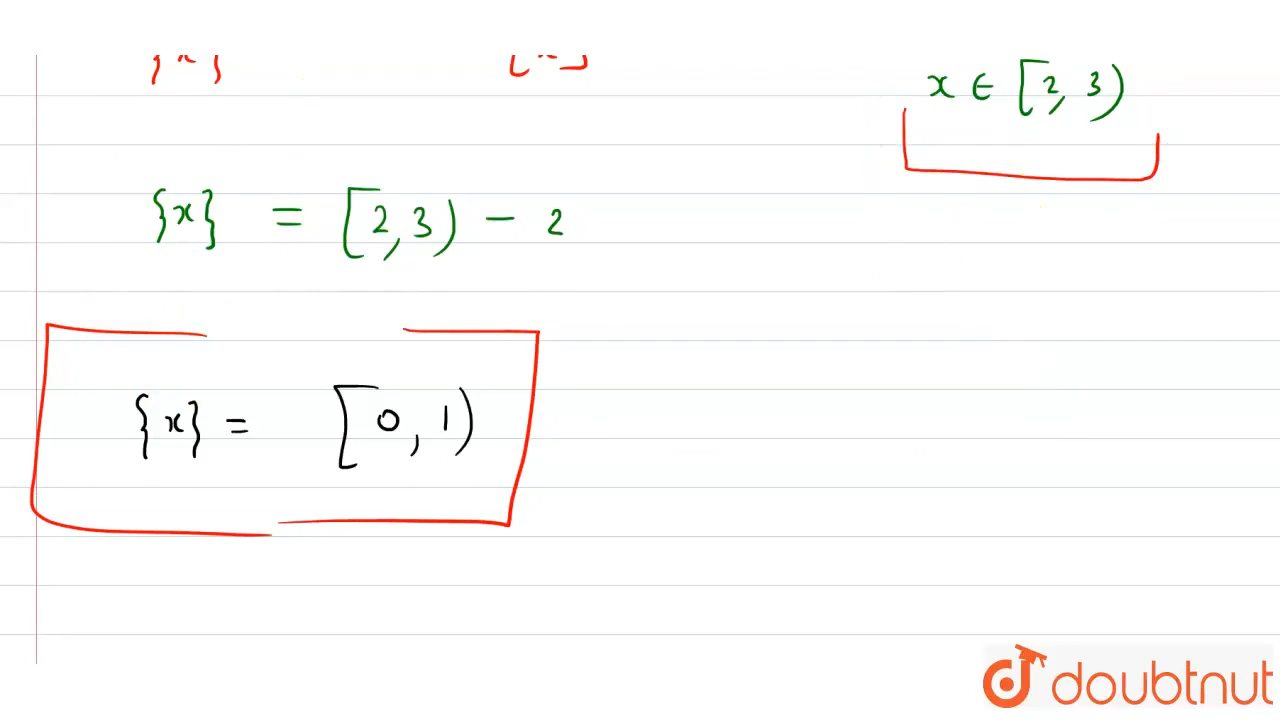 {x} [x]
x ∈ [2, 3)
{x} = [2, 3) − 2
{x} = [0, 1)
doubtnut